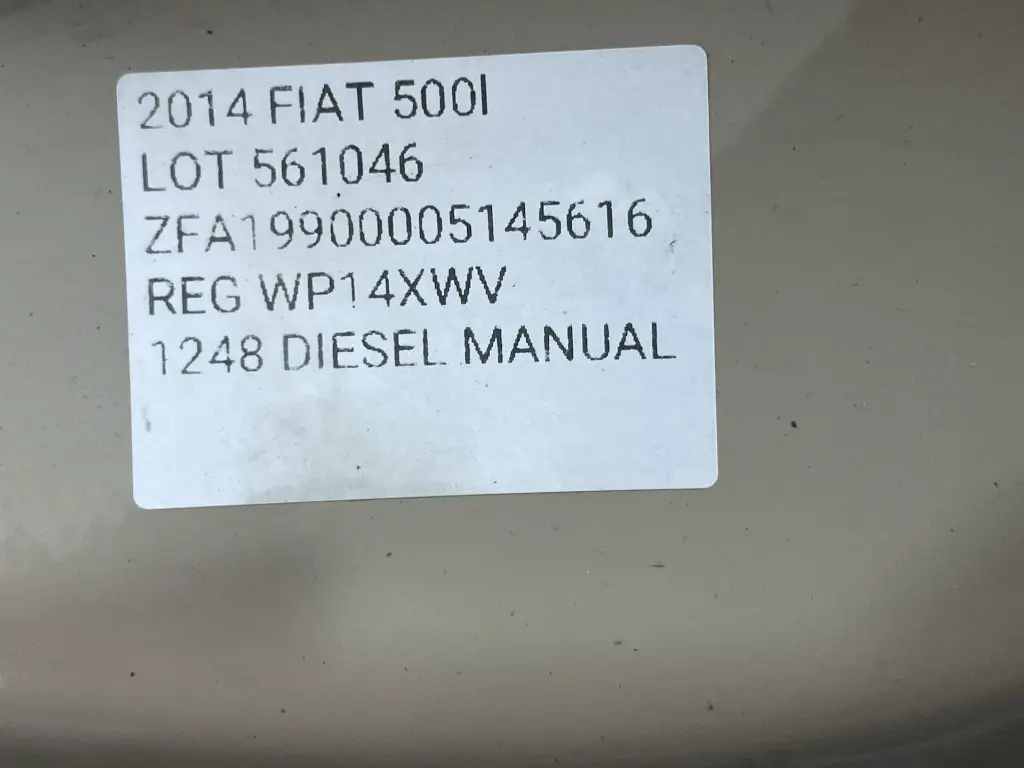 2014 FIAT 500l
LOT 561046
ZFA19900005145616
REG WP14XWV
1248 DIESEL MANUAL